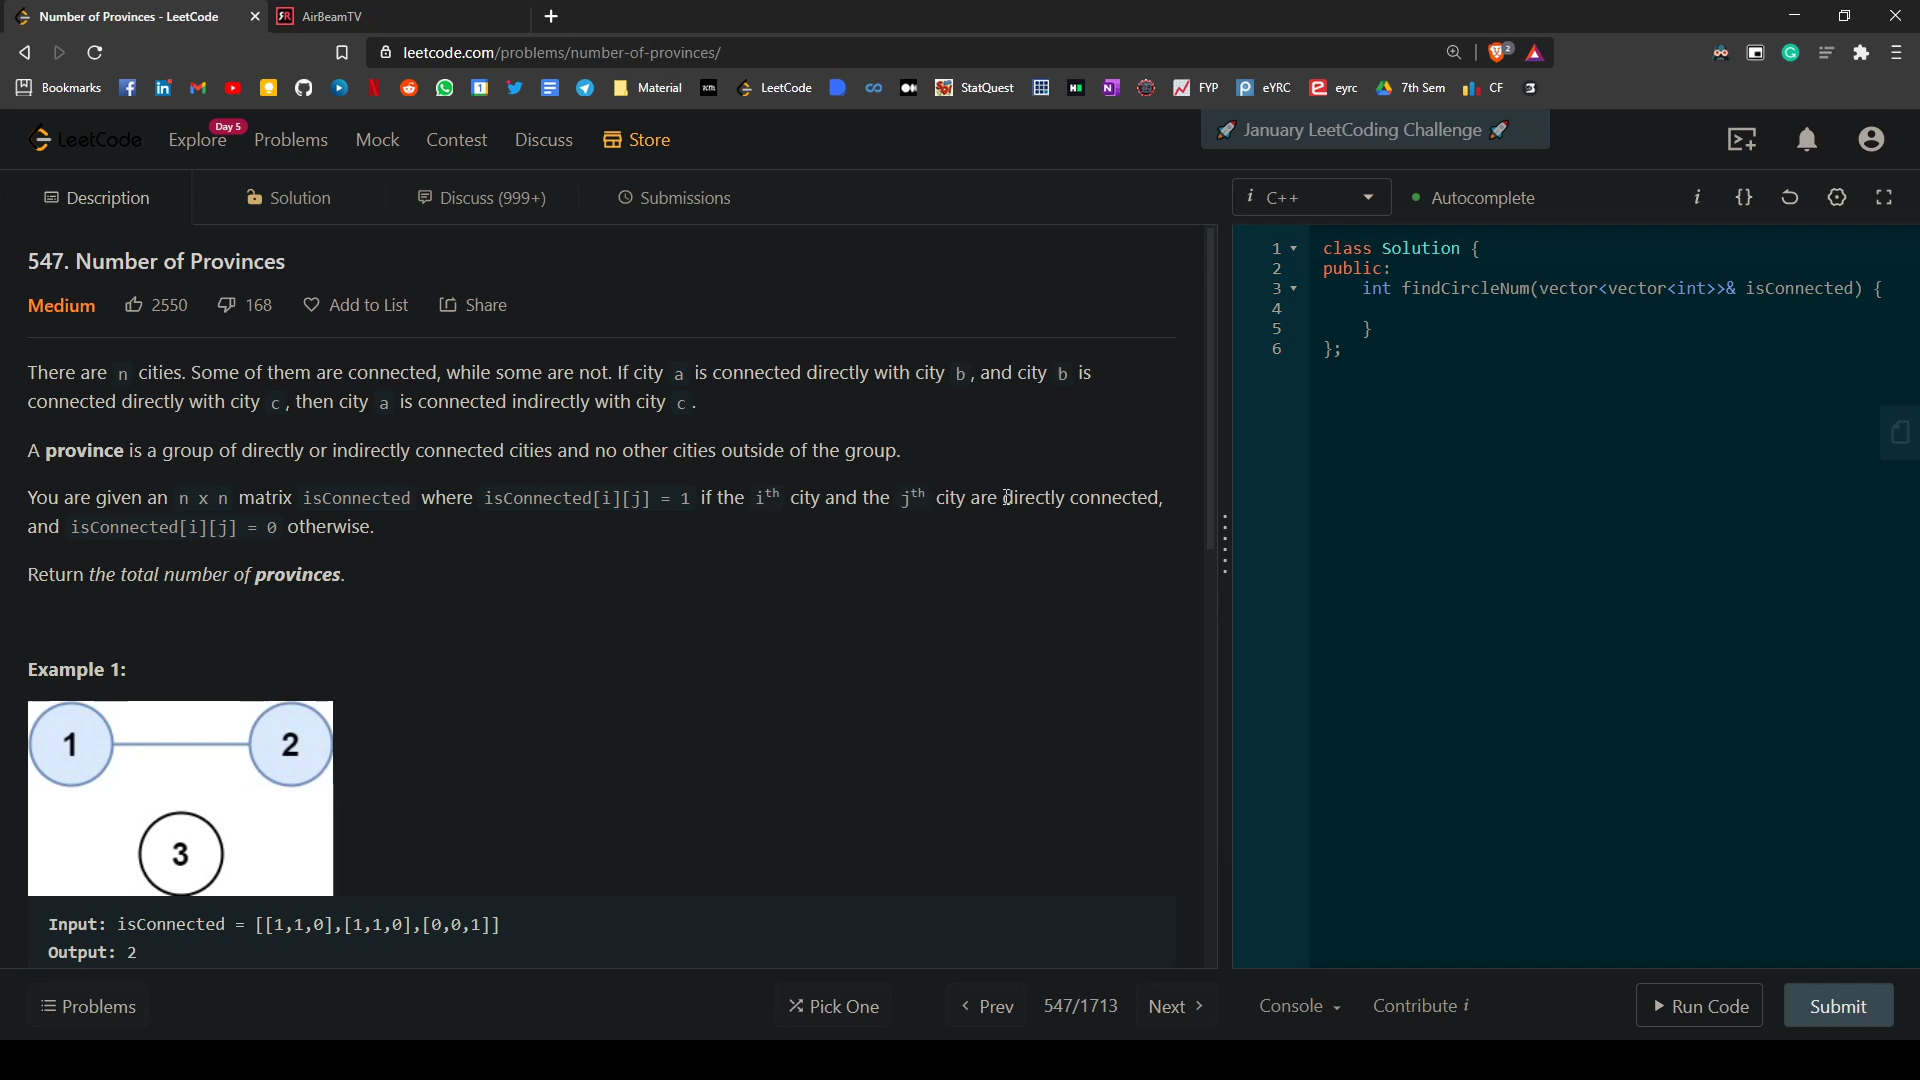 Number of Provinces - LeetCode
AirBeamTV
leetcode.com/problems/number-of-provinces/
2
Bookmarks
Material
LeetCode
StatQuest
FYP
eYRC
eyrc
7th Sem
CF
LeetCode
Explore
Day 5
Problems
Mock
Contest
Discuss
Store
January LeetCoding Challenge
Description
Solution
Discuss (999+)
Submissions
i C++
Autocomplete
i {}
547. Number of Provinces
Medium 2550 168 Add to List Share
There are n cities. Some of them are connected, while some are not. If city a is connected directly with city b, and city b is
connected directly with city c, then city a is connected indirectly with city c.
A province is a group of directly or indirectly connected cities and no other cities outside of the group.
You are given an n x n matrix isConnected where isConnected[i][j] = 1 if the ith city and the jth city are directly connected,
and isConnected[i][j] = 0 otherwise.
Return the total number of provinces.
Example 1:
1 2
3
Input: isConnected = [[1,1,0],[1,1,0],[0,0,1]]
Output: 2
1 class Solution {
2 public:
3 int findCircleNum(vector<vector<int>>& isConnected) {
4
5 }
6 };
Problems
Pick One
Prev
547/1713
Next
Console
Contribute i
Run Code
Submit